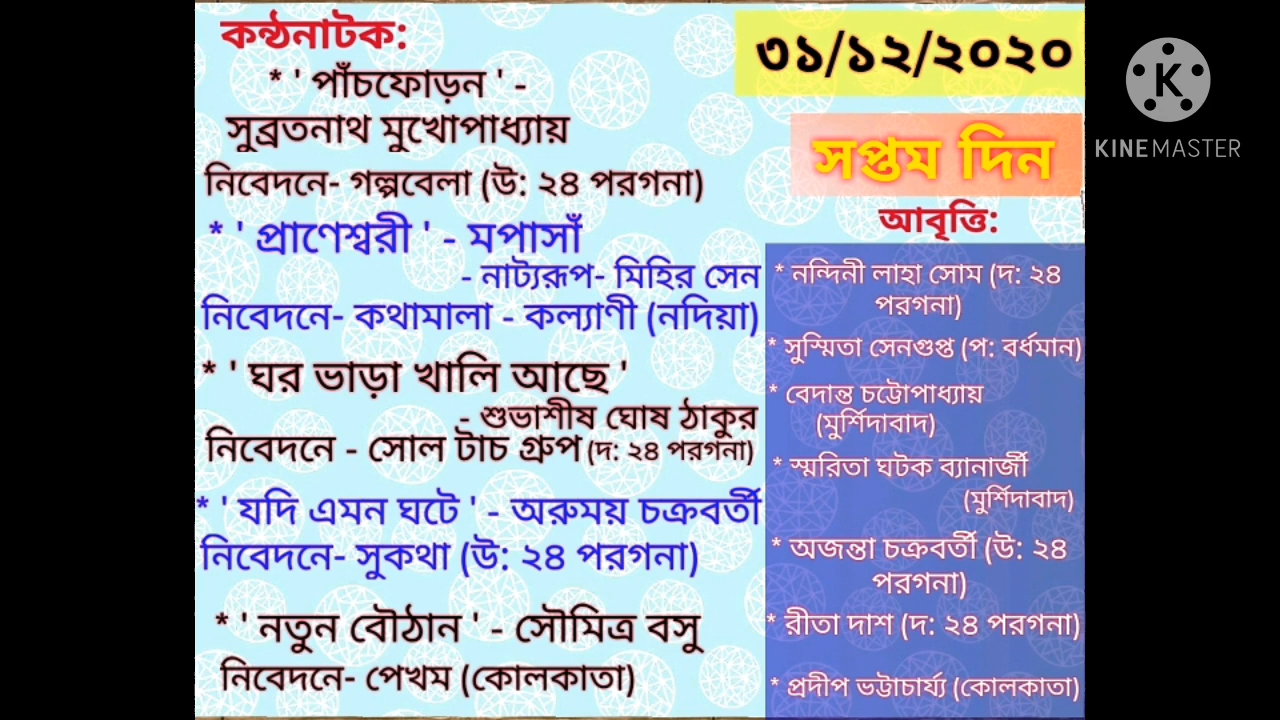 কন্ঠনাটক:
* ' পাঁচফোড়ন ' -
সুব্রতনাথ মুখোপাধ্যায়
নিবেদনে- গল্পবেলা (উ: ২৪ পরগনা)
* ' প্রাণেশ্বরী ' - মপাসাঁ
- নাট্যরূপ- মিহির সেন
নিবেদনে- কথামালা - কল্যাণী (নদিয়া)
* ' ঘর ভাড়া খালি আছে '
- শুভাশীষ ঘোষ ঠাকুর
নিবেদনে - সোল টাচ গ্রুপ (দ: ২৪ পরগনা)
* ' যদি এমন ঘটে ' - অরুময় চক্রবর্তী
নিবেদনে- সুকথা (উ: ২৪ পরগনা)
* ' নতুন বৌঠান ' - সৌমিত্র বসু
নিবেদনে- পেখম (কোলকাতা)
৩১/১২/২০২০
সপ্তম দিন
আবৃত্তি:
* নন্দিনী লাহা সোম (দ: ২৪
পরগনা)
* সুস্মিতা সেনগুপ্ত (প: বর্ধমান)
* বেদান্ত চট্টোপাধ্যায়
(মুর্শিদাবাদ)
* স্মরিতা ঘটক ব্যানার্জী
(মুর্শিদাবাদ)
* অজন্তা চক্রবর্তী (উ: ২৪
পরগনা)
* রীতা দাশ (দ: ২৪ পরগনা)
* প্রদীপ ভট্টাচার্য্য (কোলকাতা)
K
KINEMASTER